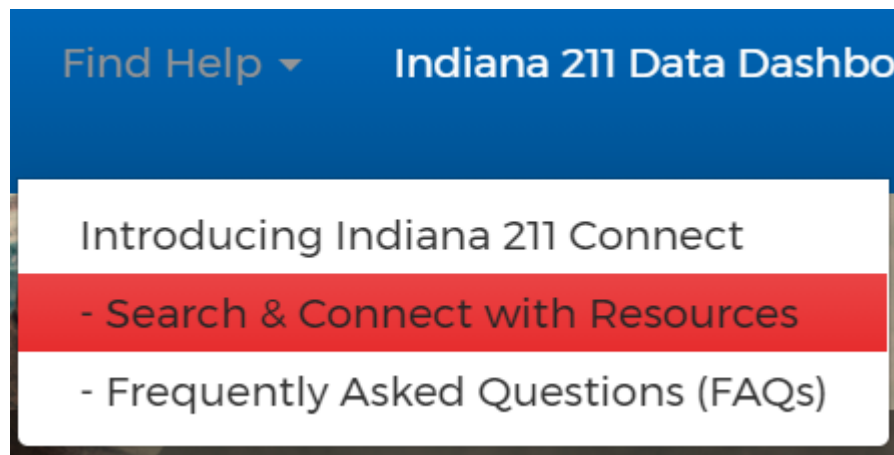 Find Help Indiana 211 Data Dashbo
Introducing Indiana 211 Connect
- Search & Connect with Resources
- Frequently Asked Questions (FAQs)